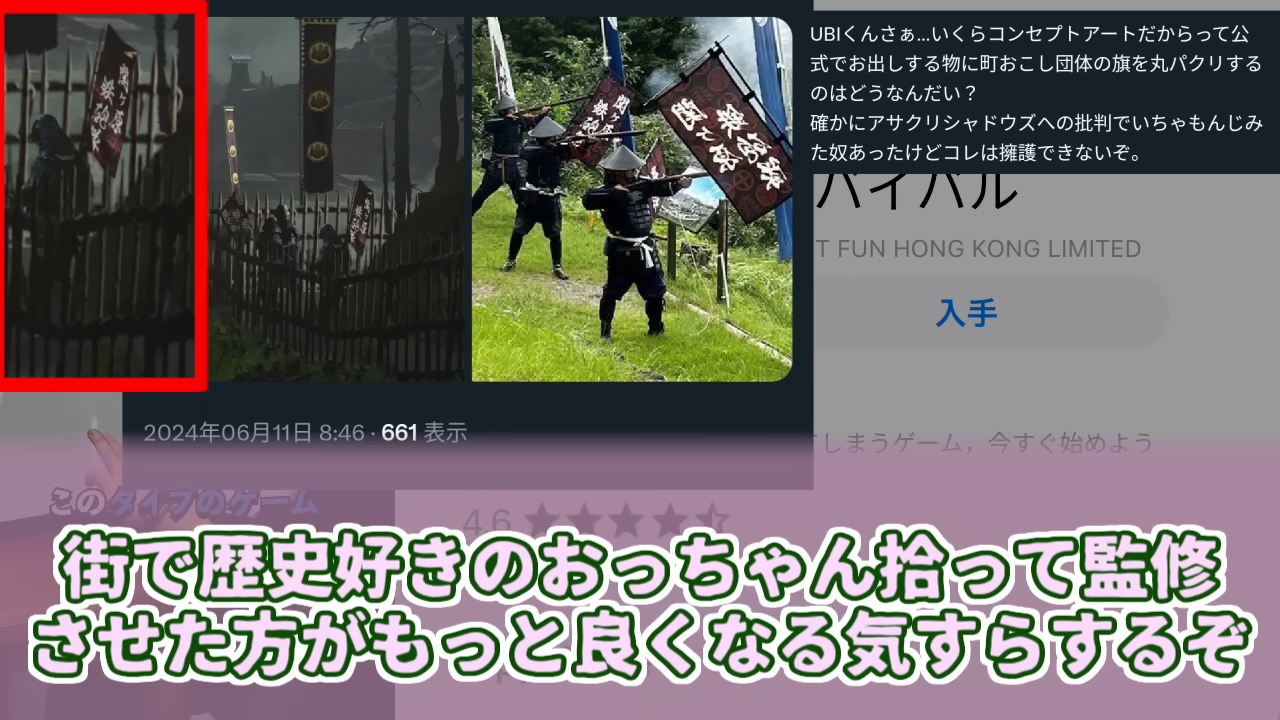 UBIくんさぁ...いくらコンセプトアートだからって公
式でお出しする物に町おこし団体の旗を丸パクリする
のはどうなんだい？
確かにアサクリシャドウズへの批判でいちゃもんじみ
た奴あったけどコレは擁護できないぞ。
バイバル
T FUN HONG KONG LIMITED
入手
2024年06月11日 8:46 · 661 表示
てしまうゲーム，今すぐ始めよう
このタイプのゲーム
4.6 ★★★★
街で歴史好きのおっちゃん拾って監修
させた方がもっと良くなる気すらするぞ